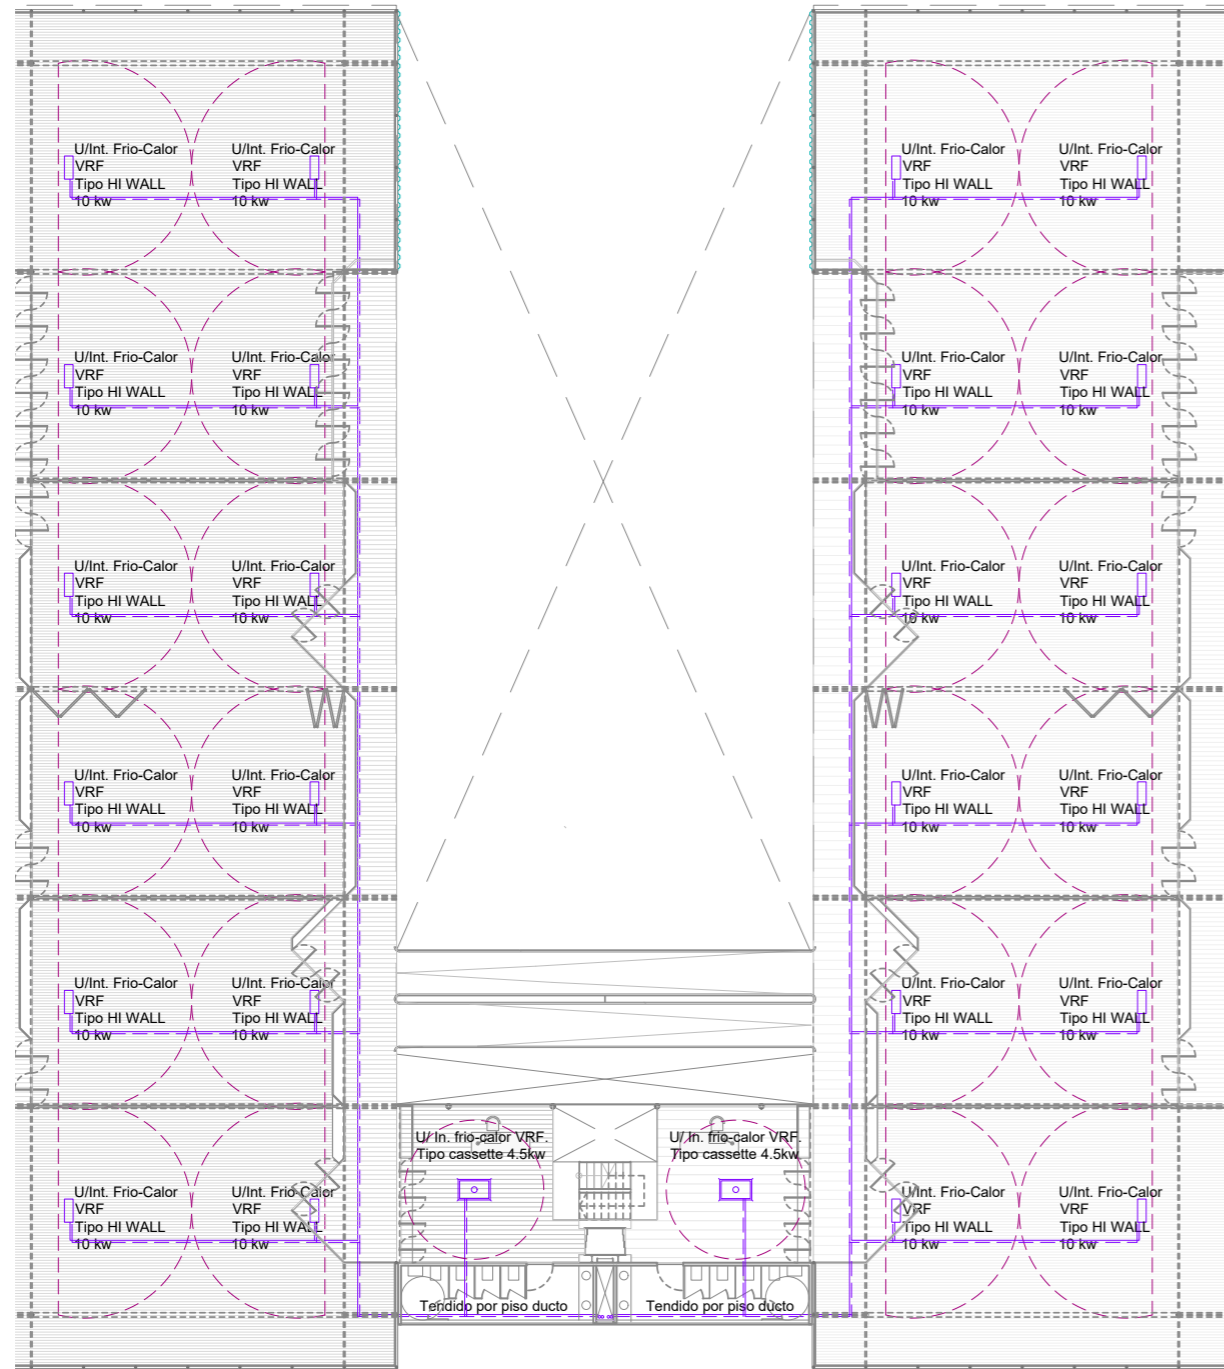 U/Int. Frio-Calor
VRF
Tipo HI WALL
10 kw
U/Int. Frio-Calor
VRF
Tipo HI WALL
10 kw
U/Int. Frio-Calor
VRF
Tipo HI WALL
10 kw
U/Int. Frio-Calor
VRF
Tipo HI WALL
10 kw
U/Int. Frio-Calor
VRF
Tipo HI WALL
10 kw
U/Int. Frio-Calor
VRF
Tipo HI WALL
10 kw
U/Int. Frio-Calor
VRF
Tipo HI WALL
10 kw
U/Int. Frio-Calor
VRF
Tipo HI WALL
10 kw
U/Int. Frio-Calor
VRF
Tipo HI WALL
10 kw
U/Int. Frio-Calor
VRF
Tipo HI WALL
10 kw
U/Int. Frio-Calor
VRF
Tipo HI WALL
10 kw
U/Int. Frio-Calor
VRF
Tipo HI WALL
10 kw
U/Int. Frio-Calor
VRF
Tipo HI WALL
10 kw
U/Int. Frio-Calor
VRF
Tipo HI WALL
10 kw
U/Int. Frio-Calor
VRF
Tipo HI WALL
10 kw
U/Int. Frio-Calor
VRF
Tipo HI WALL
10 kw
U/Int. Frio-Calor
VRF
Tipo HI WALL
10 kw
U/Int. Frio-Calor
VRF
Tipo HI WALL
10 kw
U/Int. Frio-Calor
VRF
Tipo HI WALL
10 kw
U/Int. Frio-Calor
VRF
Tipo HI WALL
10 kw
U/ In. frio-calor VRF.
Tipo cassette 4.5kw
U/ In. frio-calor VRF.
Tipo cassette 4.5kw
U/Int. Frio-Calor
VRF
Tipo HI WALL
10 kw
U/Int. Frio-Calor
VRF
Tipo HI WALL
10 kw
U/Int. Frio-Calor
VRF
Tipo HI WALL
10 kw
U/Int. Frio-Calor
VRF
Tipo HI WALL
10 kw
Tendido por piso ducto
Tendido por piso ducto